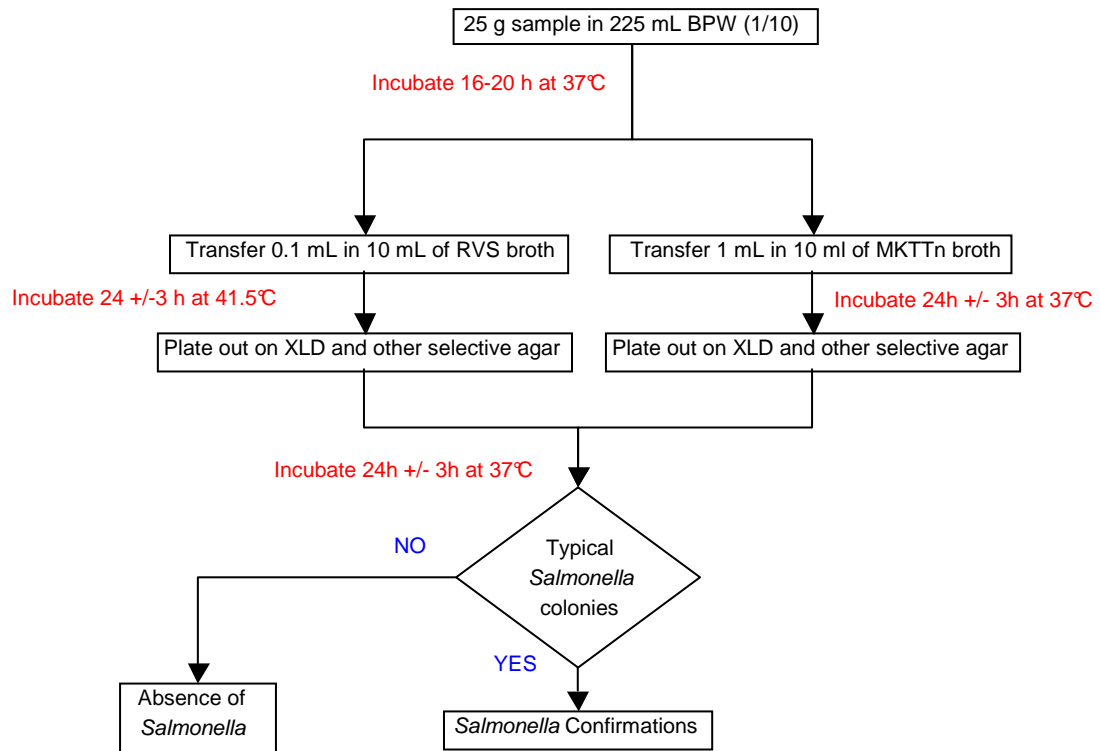 25 g sample in 225 mL BPW (1/10)
Incubate 16-20 h at 37°C
Transfer 0.1 mL in 10 mL of RVS broth
Transfer 1 mL in 10 ml of MKTTn broth
Incubate 24 +/-3 h at 41.5°C
Incubate 24h +/- 3h at 37°C
Plate out on XLD and other selective agar
Plate out on XLD and other selective agar
Incubate 24h +/- 3h at 37°C
NO
Typical
Salmonella
colonies
YES
Absence of
Salmonella
Salmonella Confirmations